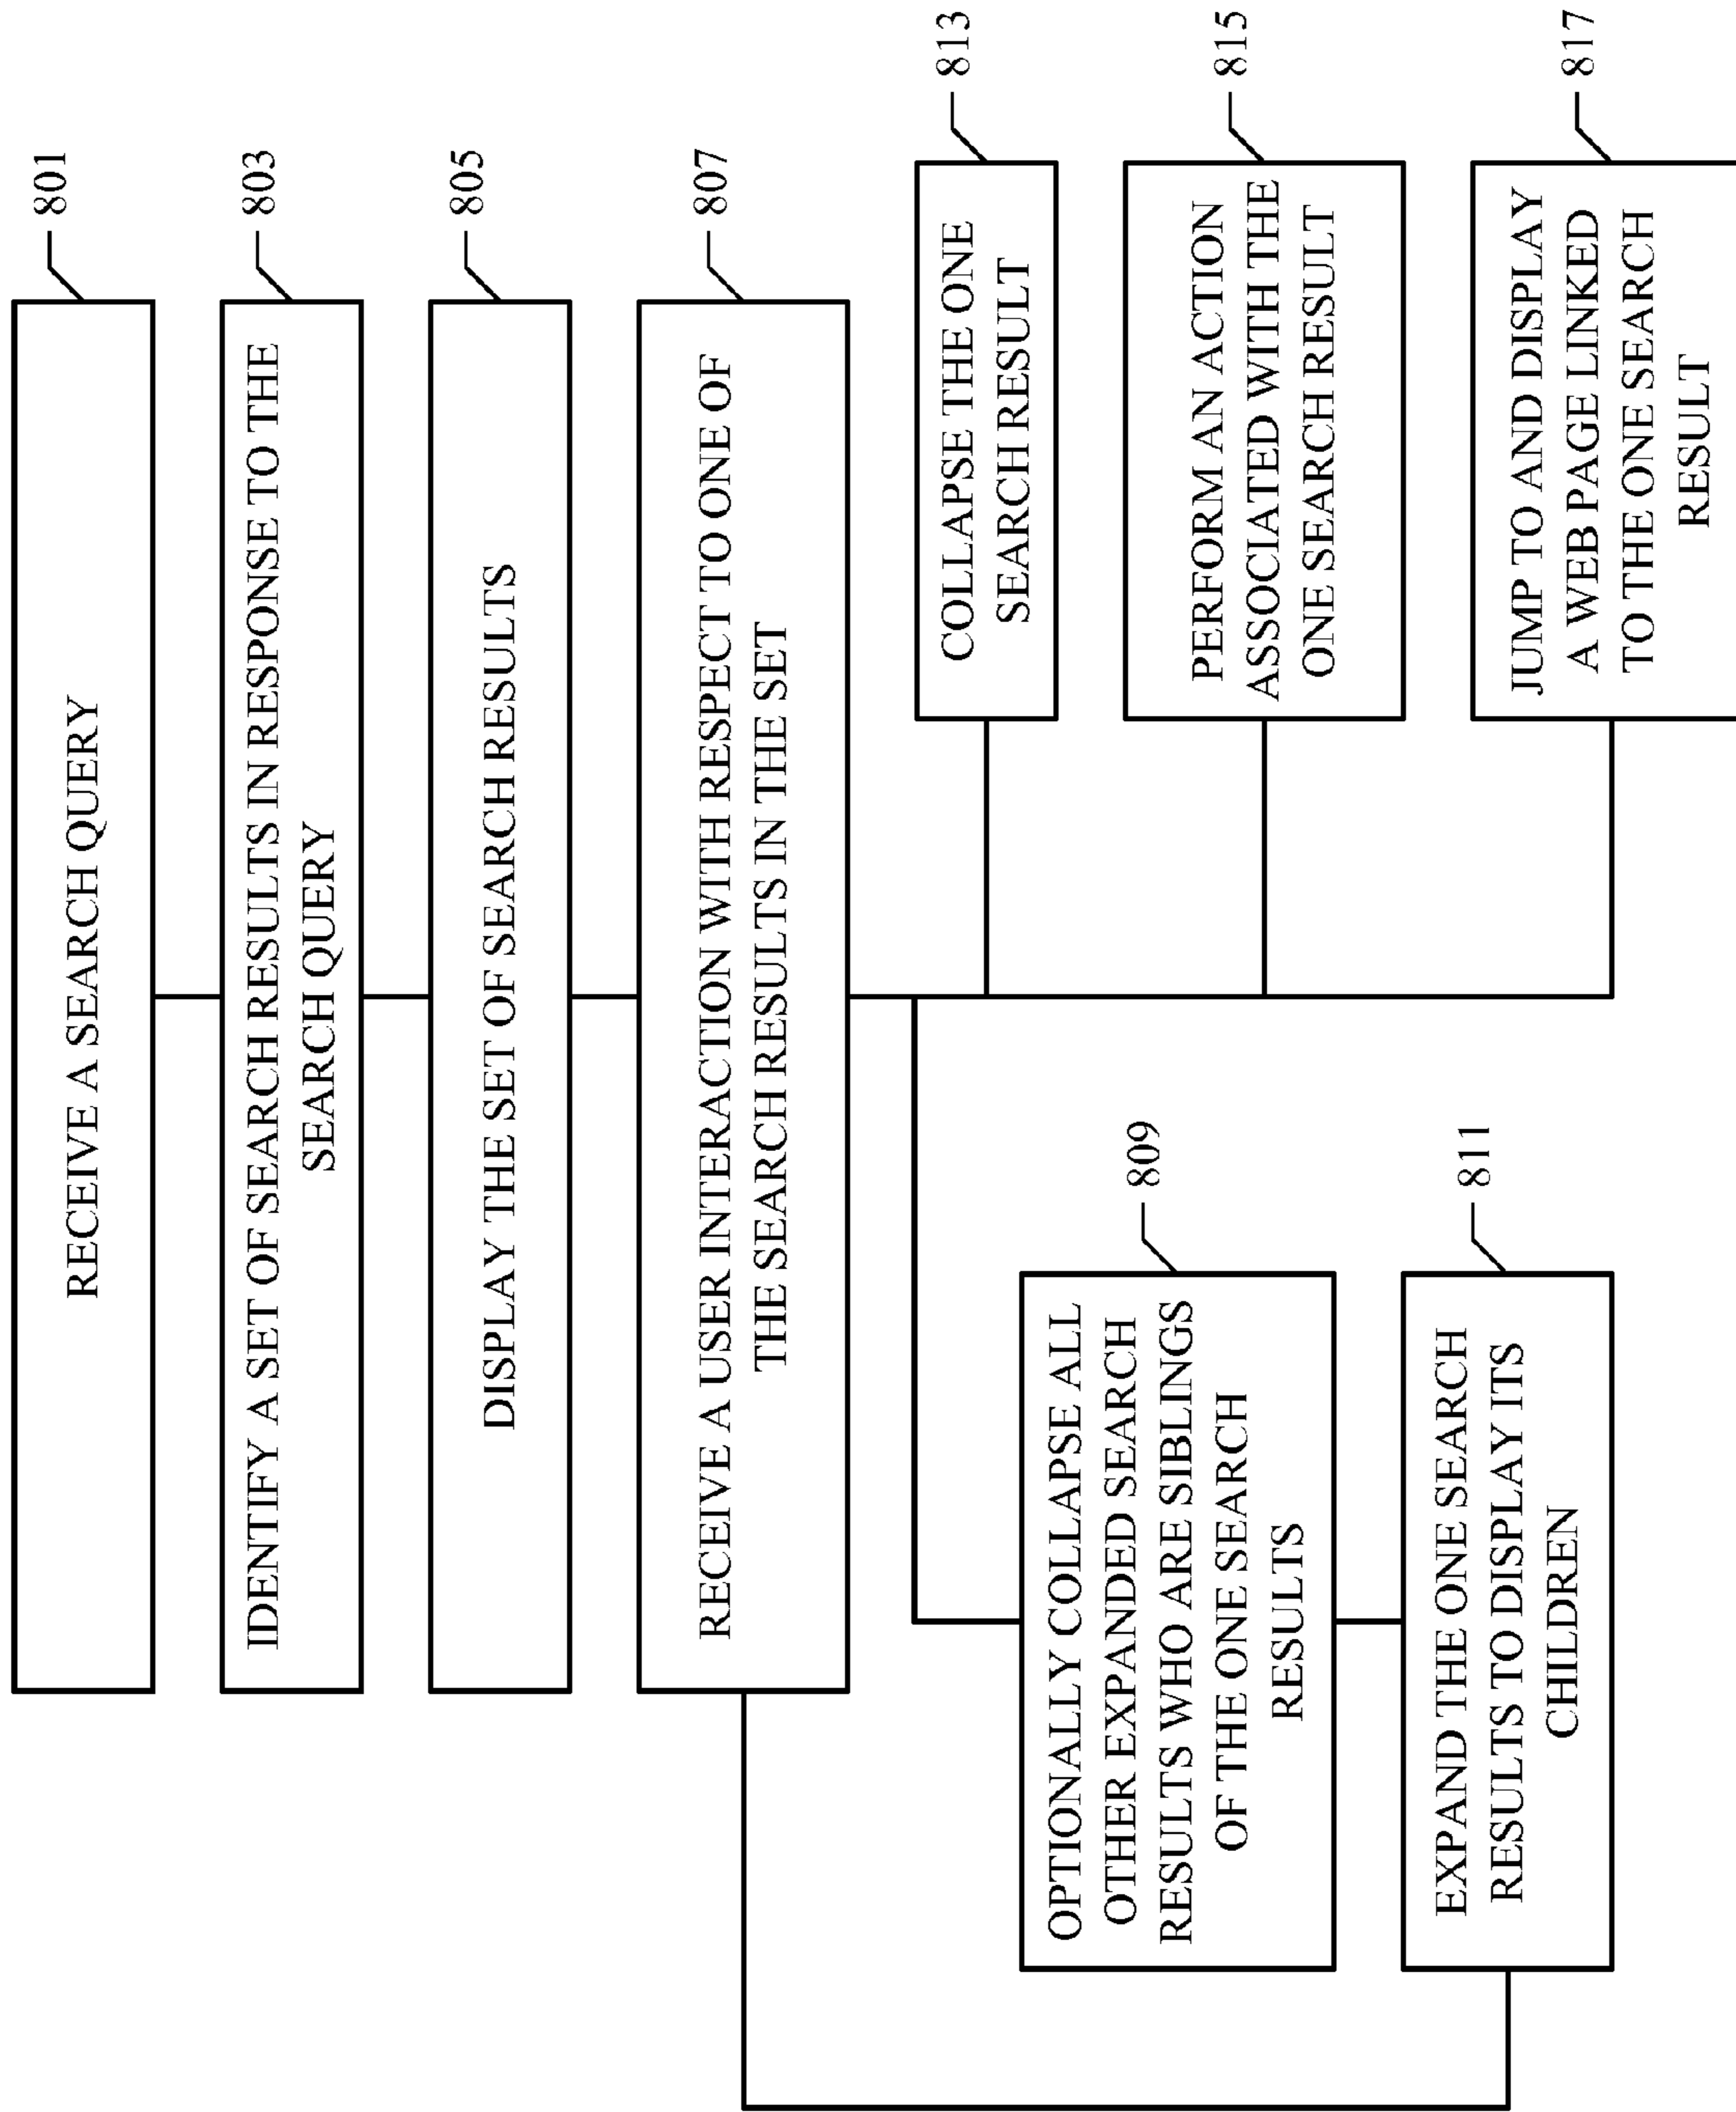 RECEIVE A SEARCH QUERY
801
IDENTIFY A SET OF SEARCH RESULTS IN RESPONSE TO THE
SEARCH QUERY
803
DISPLAY THE SET OF SEARCH RESULTS
805
RECEIVE A USER INTERACTION WITH RESPECT TO ONE OF
THE SEARCH RESULTS IN THE SET
807
OPTIONALLY COLLAPSE ALL
OTHER EXPANDED SEARCH
RESULTS WHO ARE SIBLINGS
OF THE ONE SEARCH
RESULTS
809
EXPAND THE ONE SEARCH
RESULTS TO DISPLAY ITS
CHILDREN
811
COLLAPSE THE ONE
SEARCH RESULT
813
PERFORM AN ACTION
ASSOCIATED WITH THE
ONE SEARCH RESULT
815
JUMP TO AND DISPLAY
A WEB PAGE LINKED
TO THE ONE SEARCH
RESULT
817